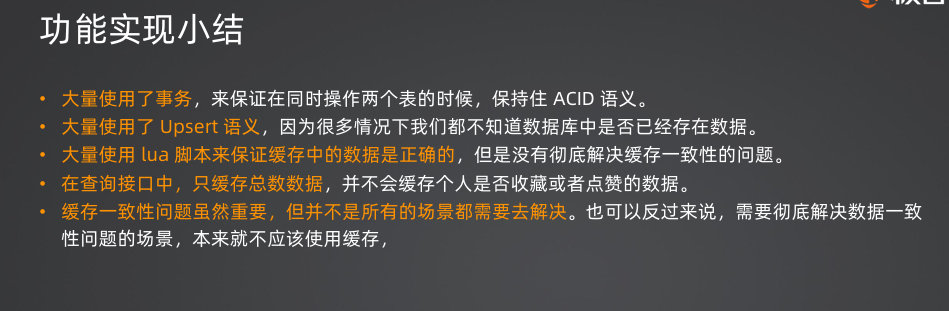 功能实现小结
• 大量使用了事务，来保证在同时操作两个表的时候，保持住 ACID 语义。
• 大量使用了 Upsert 语义，因为很多情况下我们都不知道数据库中是否已经存在数据。
• 大量使用 lua 脚本来保证缓存中的数据是正确的，但是没有彻底解决缓存一致性的问题。
• 在查询接口中，只缓存总数数据，并不会缓存个人是否收藏或者点赞的数据。
• 缓存一致性问题虽然重要，但并不是所有的场景都需要去解决。也可以反过来说，需要彻底解决数据一致
性问题的场景，本来就不应该使用缓存，